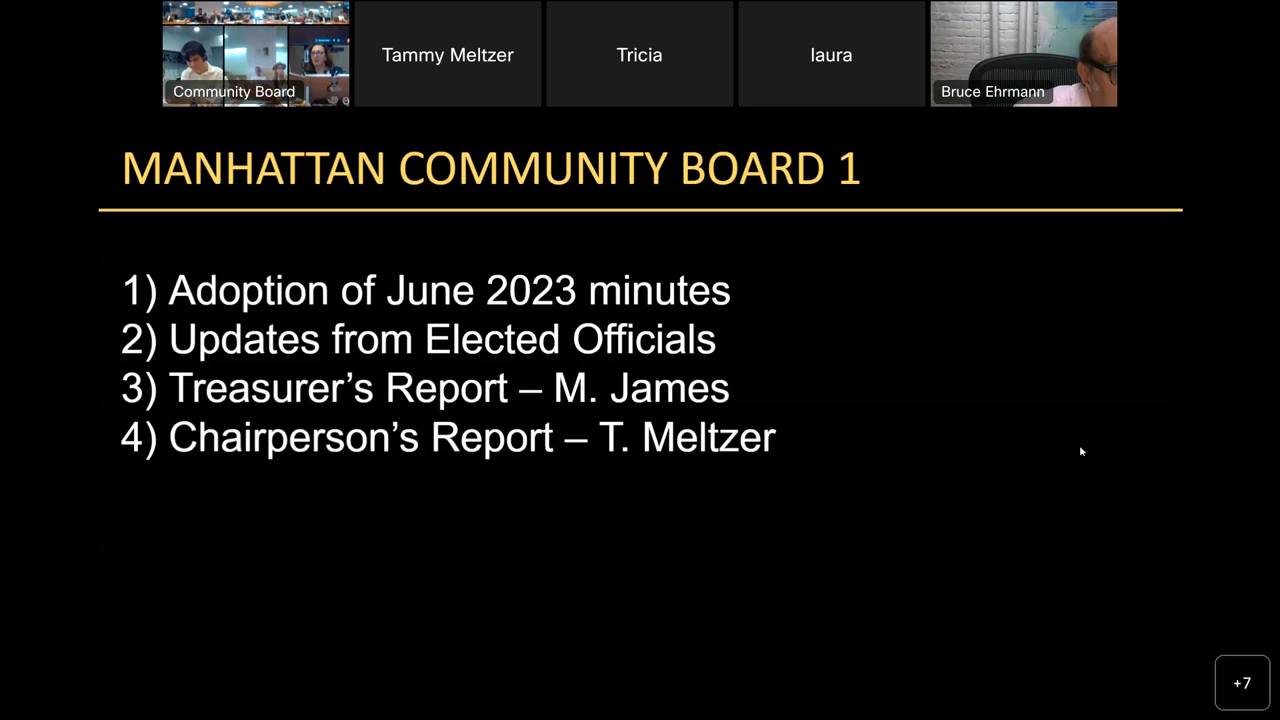 Community Board
Tammy Meltzer
Tricia
laura
Bruce Ehrmann
MANHATTAN COMMUNITY BOARD 1
1) Adoption of June 2023 minutes
2) Updates from Elected Officials
3) Treasurer’s Report – M. James
4) Chairperson’s Report – T. Meltzer
+7